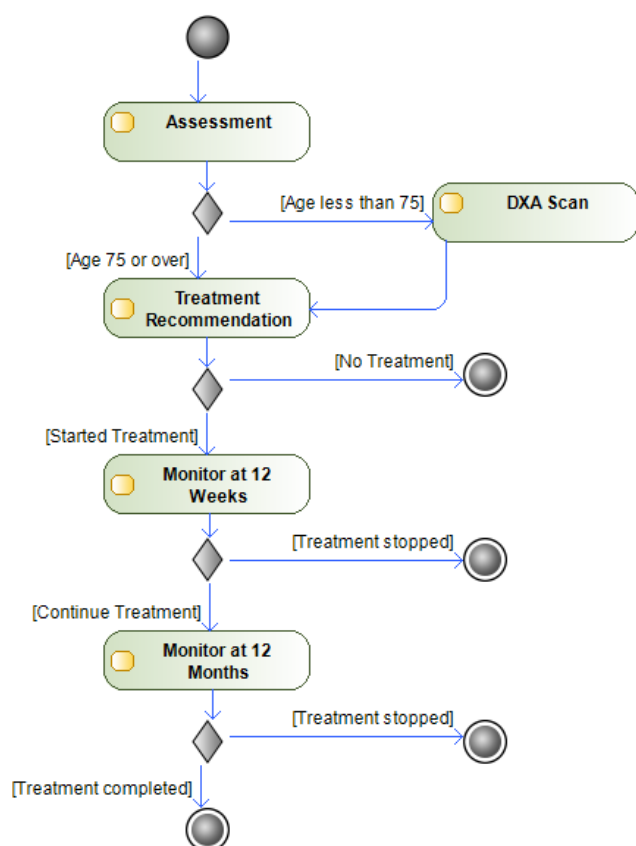 Assessment
[Age less than 75]
DXA Scan
[Age 75 or over]
Treatment
Recommendation
[No Treatment]
[Started Treatment]
Monitor at 12
Weeks
[Treatment stopped]
[Continue Treatment]
Monitor at 12
Months
[Treatment stopped]
[Treatment completed]